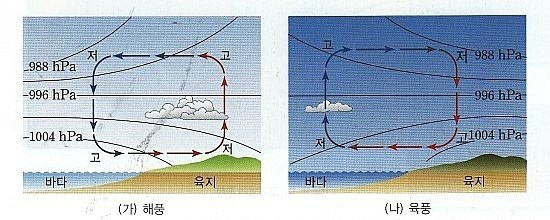 저 고
988 hPa
996 hPa
1004 hPa
고 저
바다 육지
(가) 해풍
고 저
988 hPa
996 hPa
1004 hPa
저 고
바다 육지
(나) 육풍